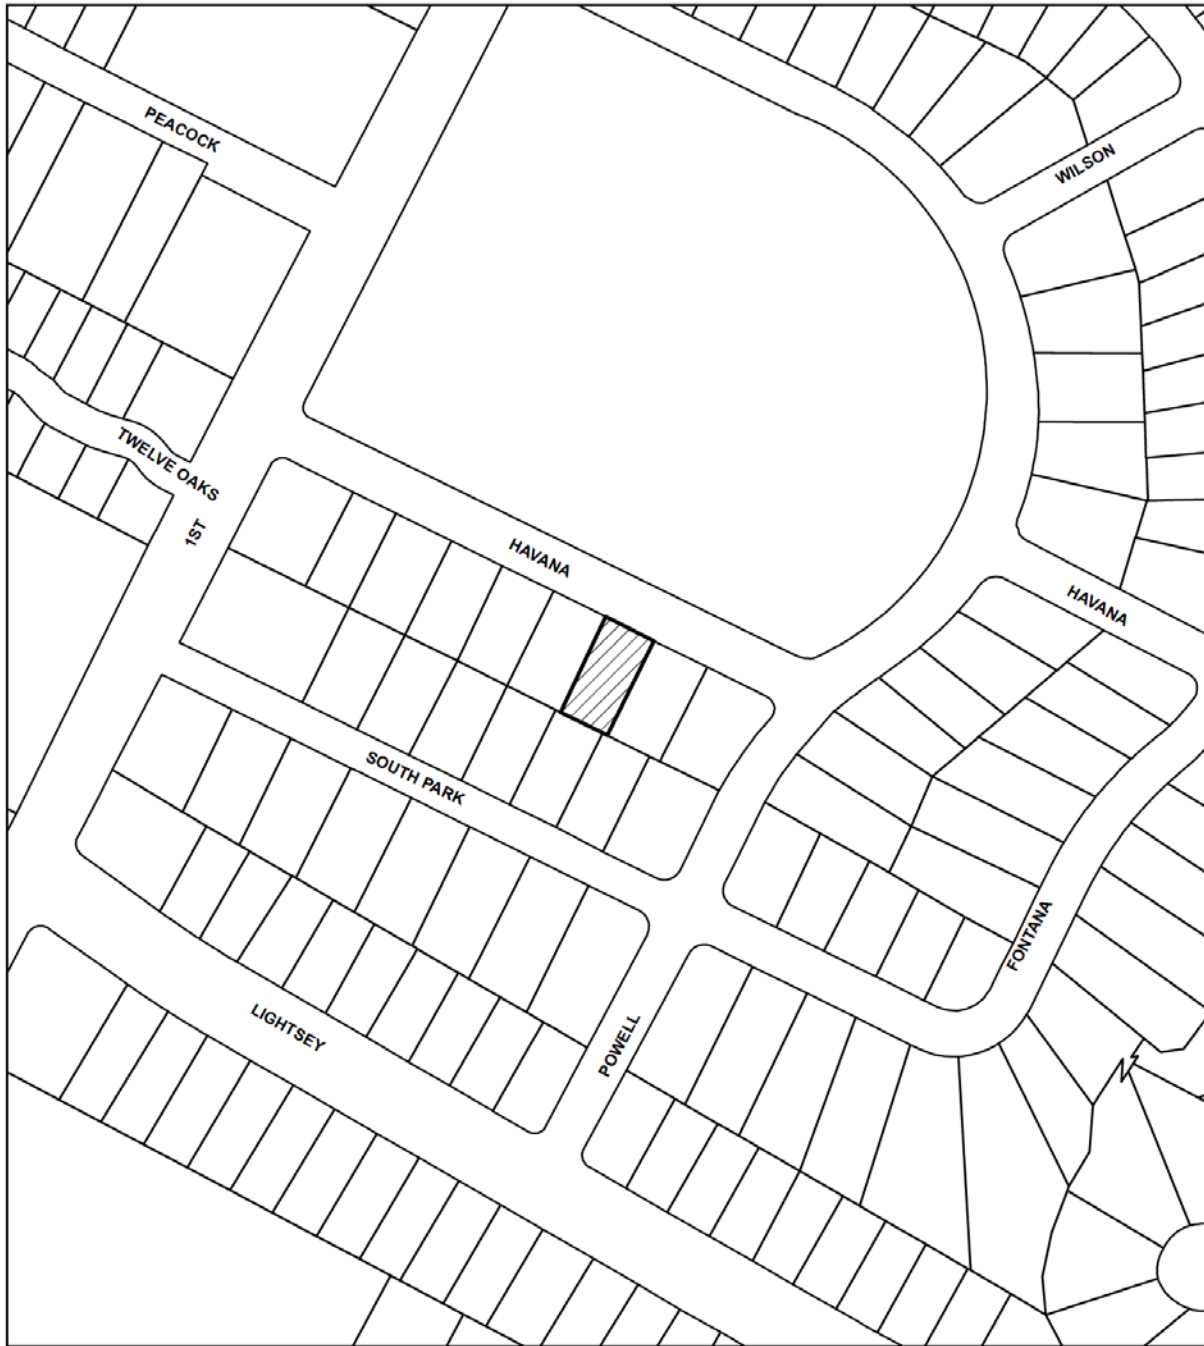 PEACOCK
WILSON
TWELVE OAKS
1ST
HAVANA
HAVANA
SOUTH PARK
FONTANA
LIGHTSEY
POWELL